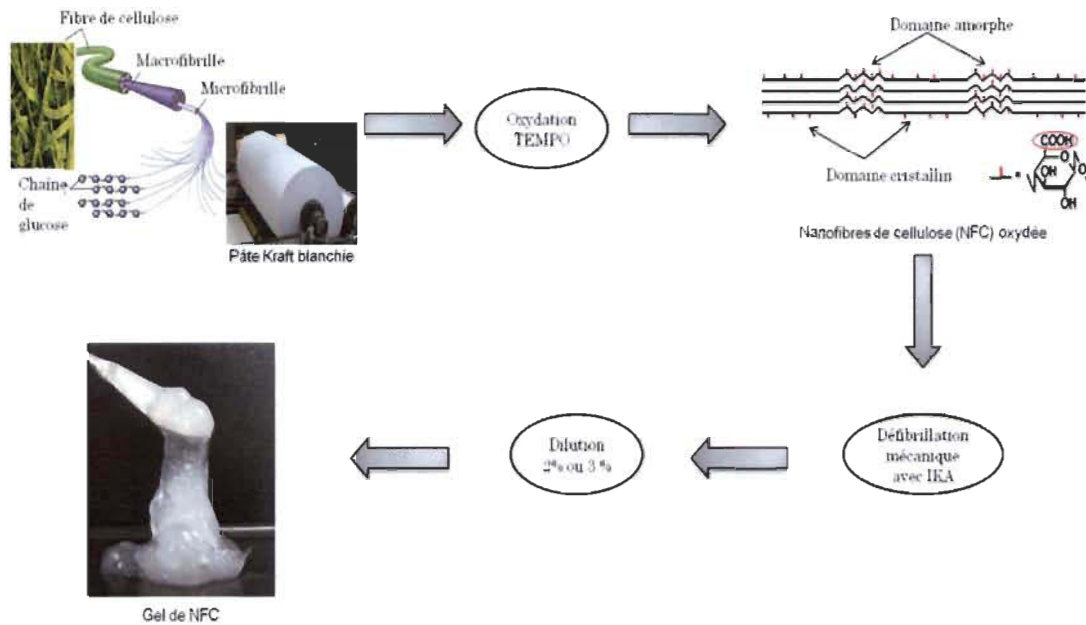 Fibre de cellulose
Macrofibrille
Microfibrille
Chaîne
de
glucose
Pâte Kraft blanchie
Oxydation
TEMPO
Domaine amorphe
Domaine cristallin
COOH
OH
O
OH
Nanofibres de cellulose (NFC) oxydée
Défibrillation
mécanique
avec IKA
Dilution
2% ou 3 %
Gel de NFC